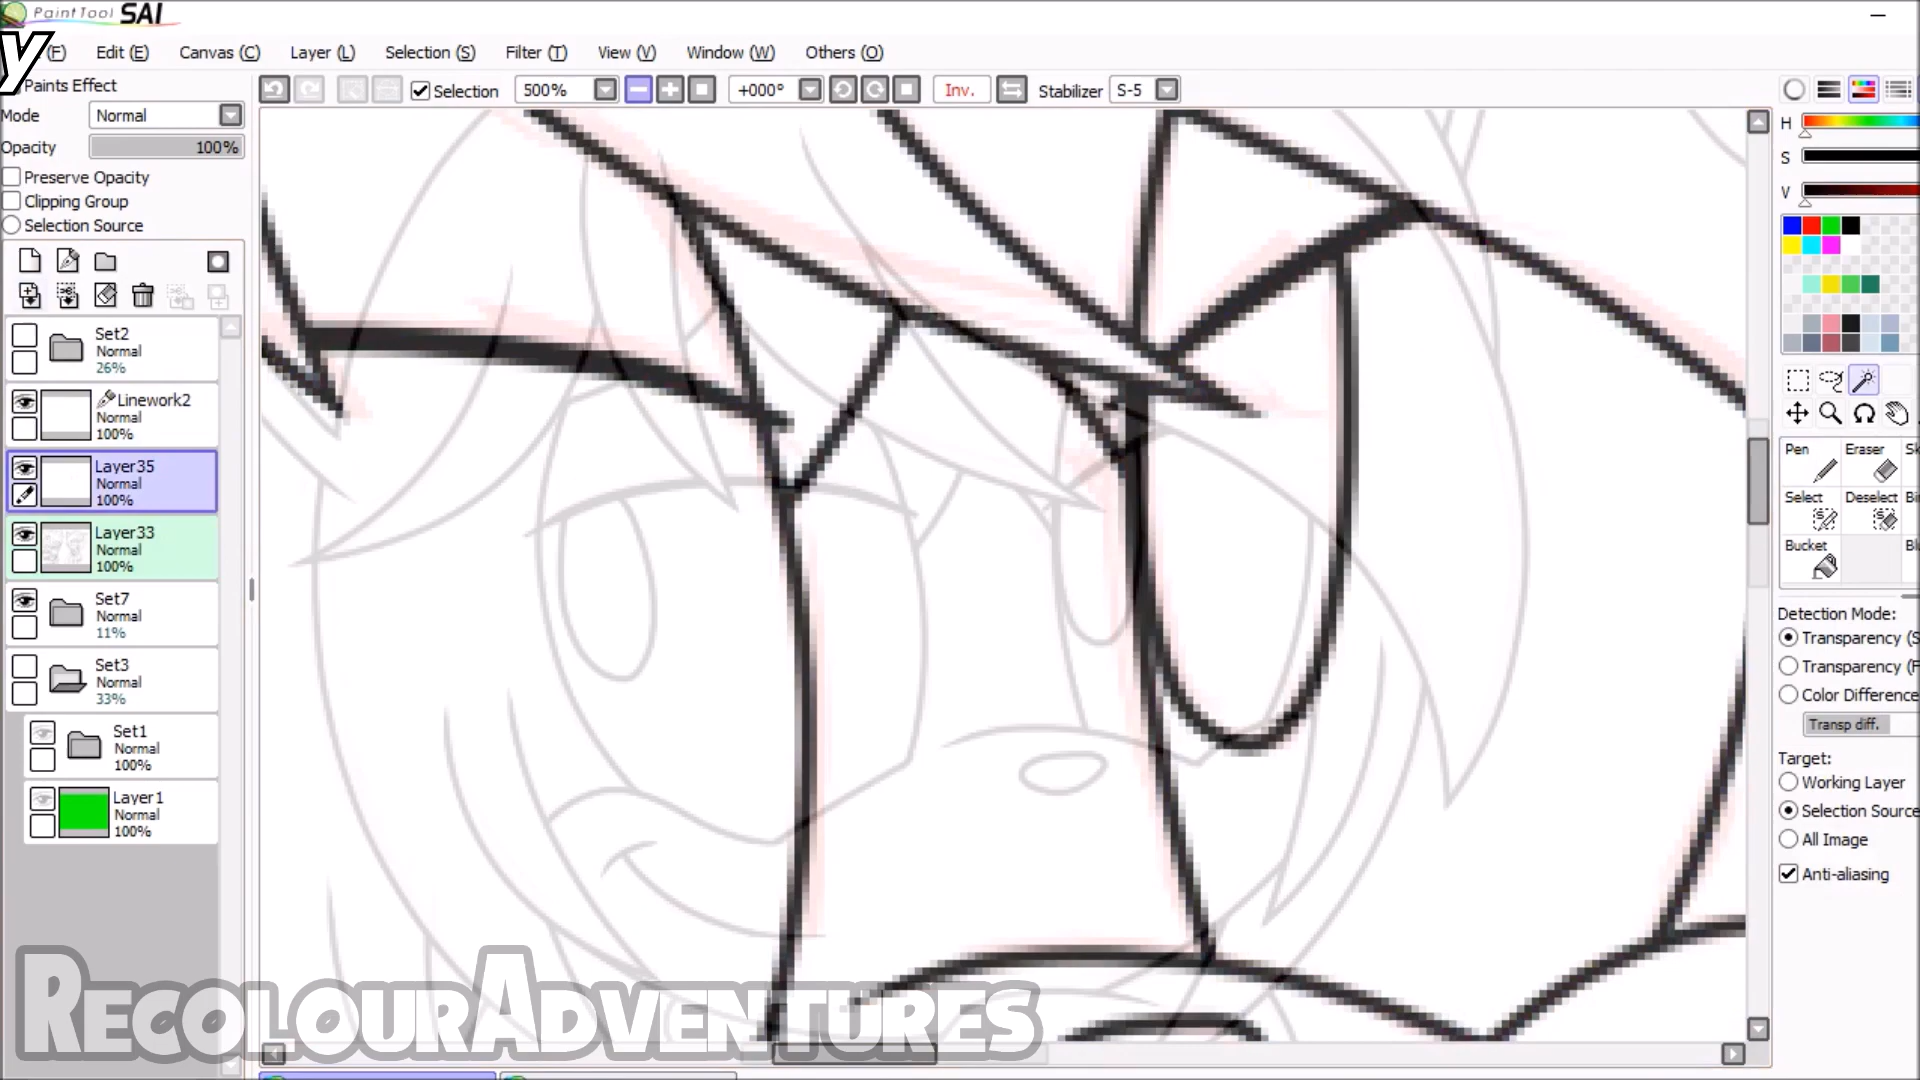 PaintTool SAI
y
(F) Edit (E) Canvas (C) Layer (L) Selection (S) Filter (T) View (V) Window (W) Others (O)
Paints Effect
Selection 500% +000° Inv. Stabilizer S-5
Mode Normal
Opacity 100%
Preserve Opacity
Clipping Group
Selection Source
Set2
Normal
26%
Linework2
Normal
100%
Layer35
Normal
100%
Layer33
Normal
100%
Set7
Normal
11%
Set3
Normal
33%
Set1
Normal
100%
Layer1
Normal
100%
H
S
V
Pen Eraser
Select Deselect
Bucket
Detection Mode:
Transparency (S
Transparency (F
Color Difference
Transp diff.
Target:
Working Layer
Selection Source
All Image
Anti-aliasing
RECOLOURADVENTURES